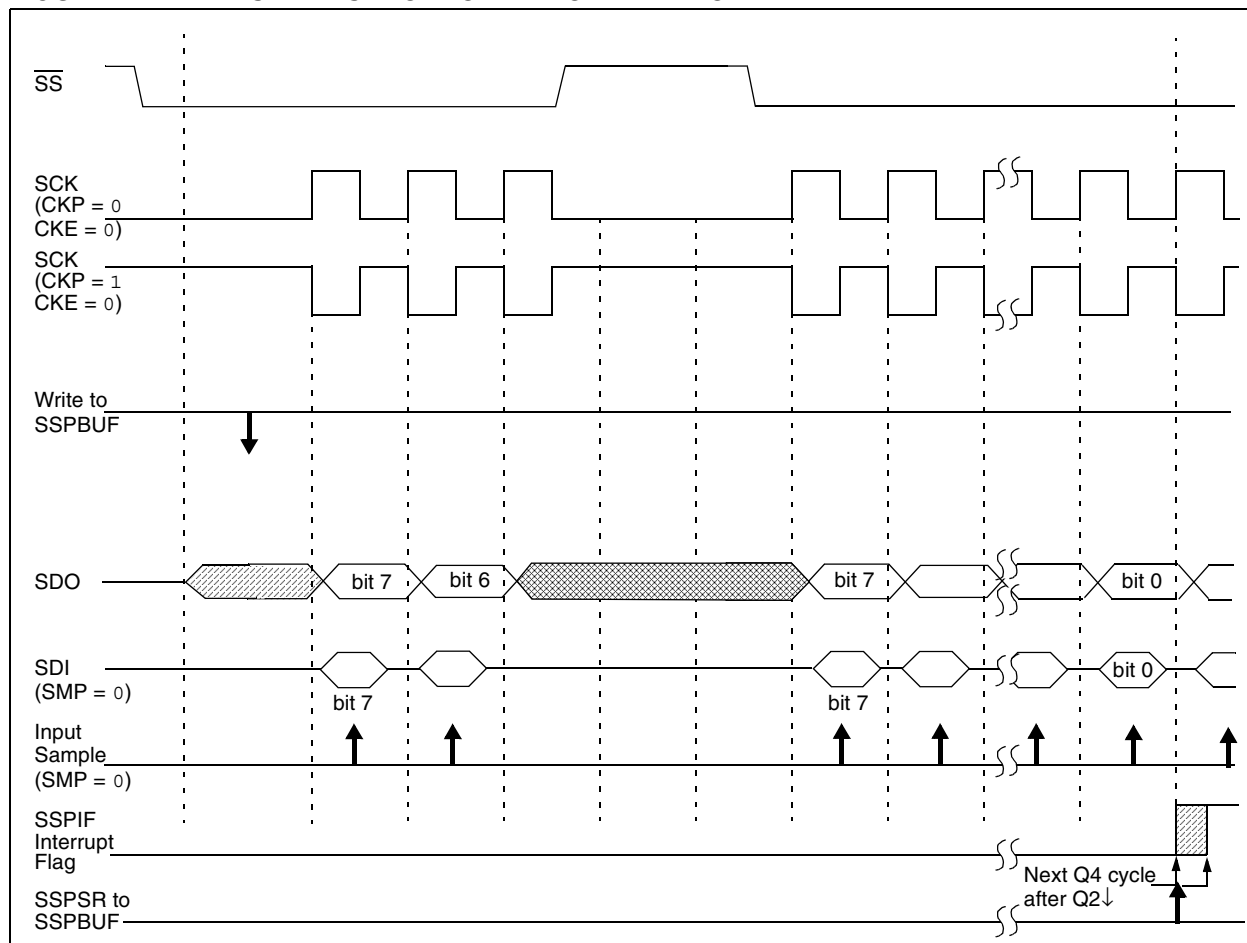 SS
SCK
(CKP = 0
CKE = 0)
SCK
(CKP = 1
CKE = 0)
Write to
SSPBUF
SDO
bit 7
bit 6
bit 7
bit 0
SDI
(SMP = 0)
bit 7
bit 7
bit 0
Input
Sample
(SMP = 0)
SSPIF
Interrupt
Flag
Next Q4 cycle
after Q2↓
SSPSR to
SSPBUF